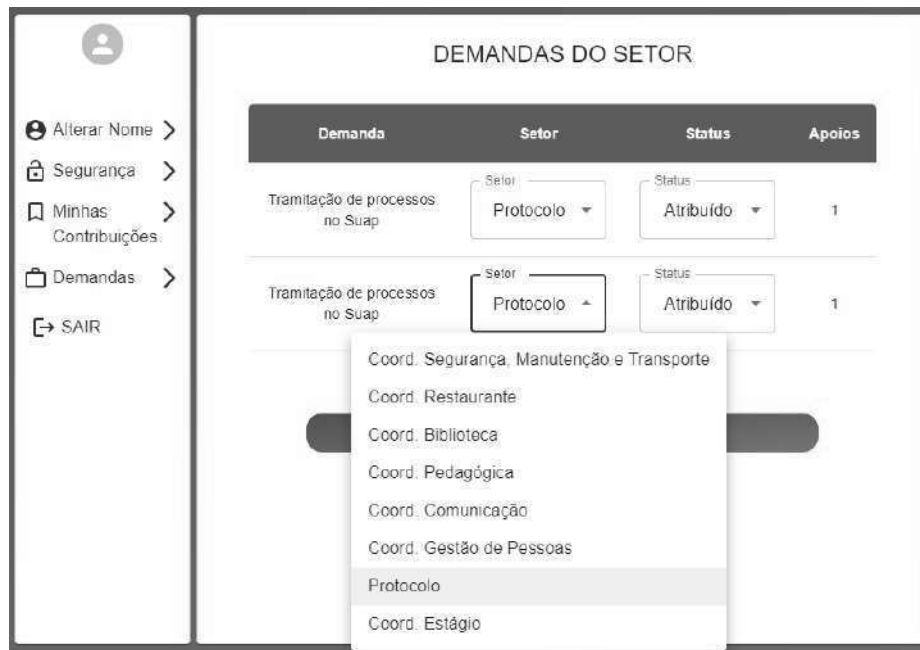 DEMANDAS DO SETOR
Alterar Nome
Segurança
Minhas
Contribuições
Demandas
SAIR
Demanda Setor Status Apoios
Setor Status
Tramitação de processos
no Suap
Protocolo Atribuído 1
Setor Status
Tramitação de processos
no Suap
Protocolo Atribuído 1
Coord. Segurança, Manutenção e Transporte
Coord. Restaurante
Coord. Biblioteca
Coord. Pedagógica
Coord. Comunicação
Coord. Gestão de Pessoas
Protocolo
Coord. Estágio